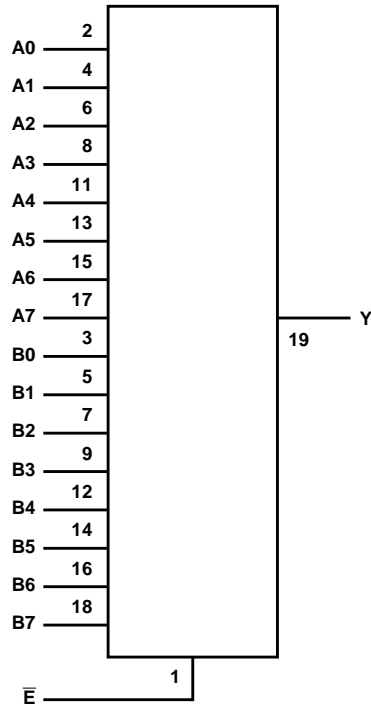 A0 2
A1 4
A2 6
A3 8
A4 11
A5 13
A6 15
A7 17
Y 19
B0 3
B1 5
B2 7
B3 9
B4 12
B5 14
B6 16
B7 18
E̅ 1